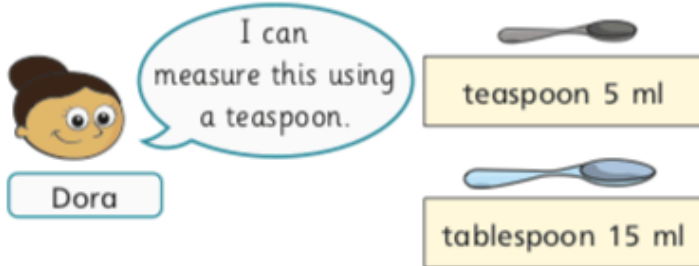 I can
measure this using
a teaspoon.
Dora
teaspoon 5 ml
tablespoon 15 ml